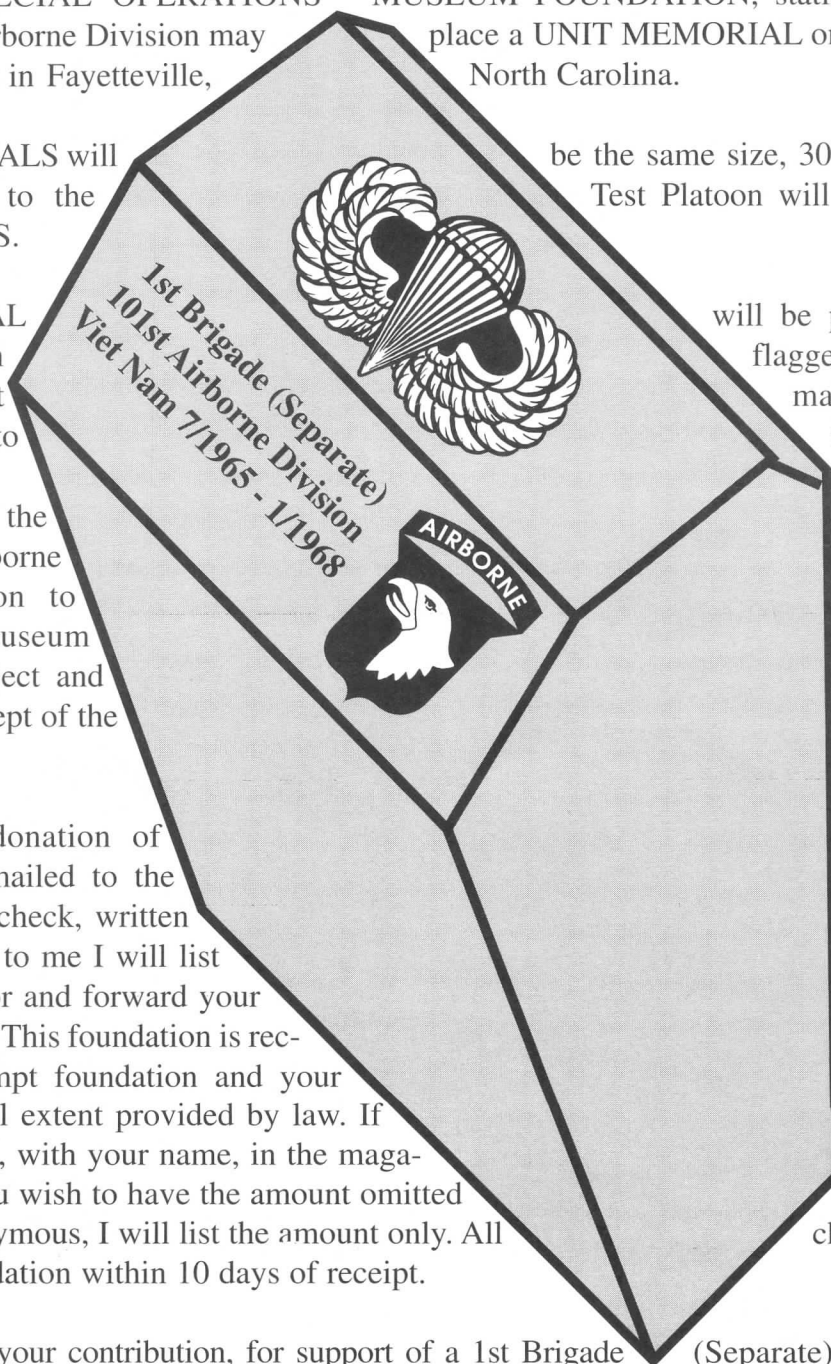 PECIAL OPERATIONS MUSEUM FOUNDATION, stati
rborne Division may place a UNIT MEMORIAL on
in Fayetteville, North Carolina.
ALS will be the same size, 30
to the Test Platoon will
S.
AL will be p
flagge
t ma
to
1st Brigade (Separate)
101st Airborne Division
Viet Nam 7/1965 - 1/1968
AIRBORNE
the
borne
on to
useum
ect and
ept of the
donation of
nailed to the
check, written
to me I will list
or and forward your
This foundation is rec-
mpt foundation and your
l extent provided by law. If
, with your name, in the maga-
u wish to have the amount omitted
ymous, I will list the amount only. All ch
dation within 10 days of receipt.
your contribution, for support of a 1st Brigade (Separate)